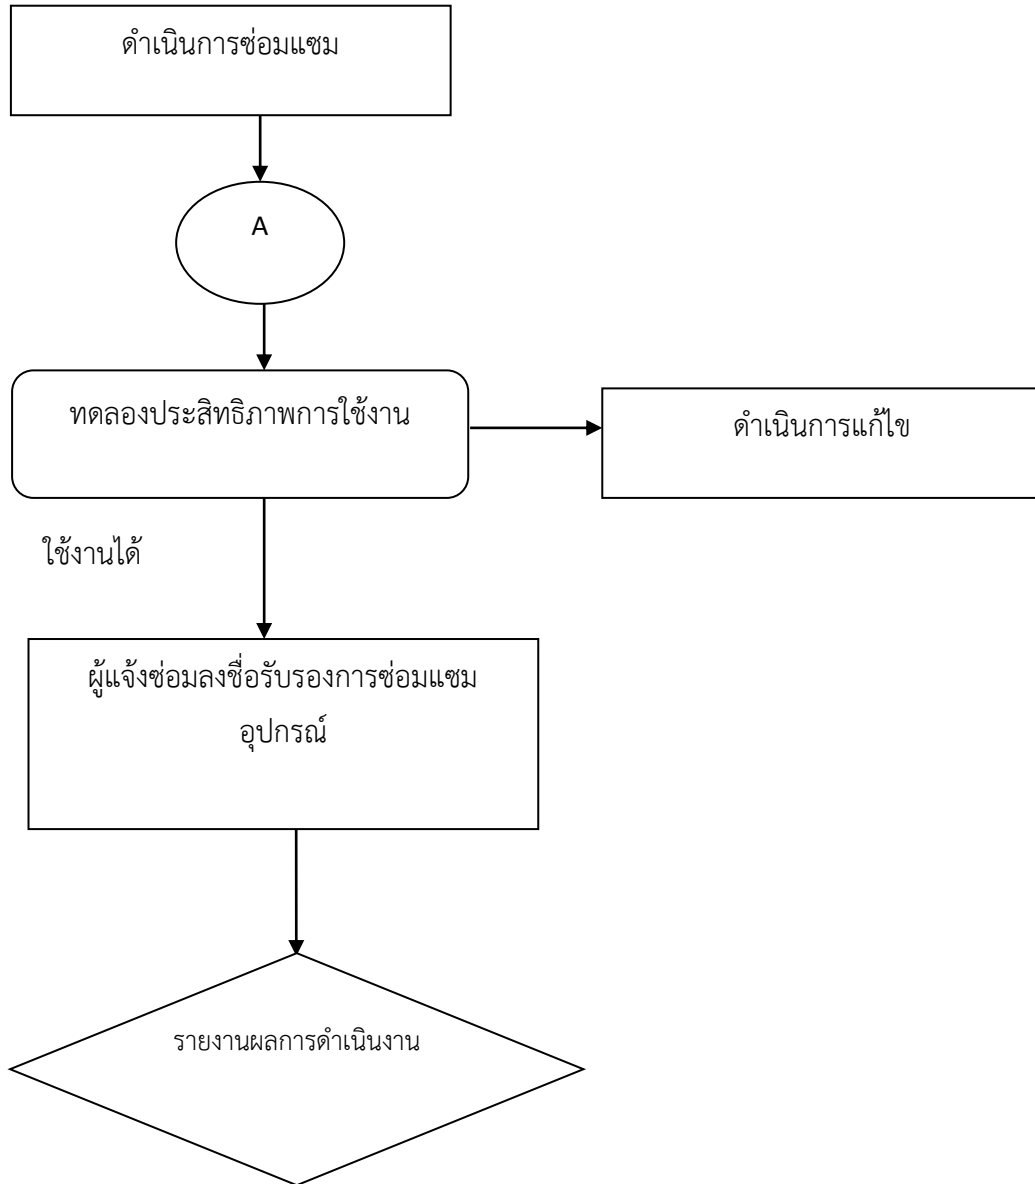 ดำเนินการซ่อมแซม
A
ทดลองประสิทธิภาพการใช้งาน
ดำเนินการแก้ไข
ใช้งานได้
ผู้แจ้งซ่อมลงชื่อรับรองการซ่อมแซม
อุปกรณ์
รายงานผลการดำเนินงาน